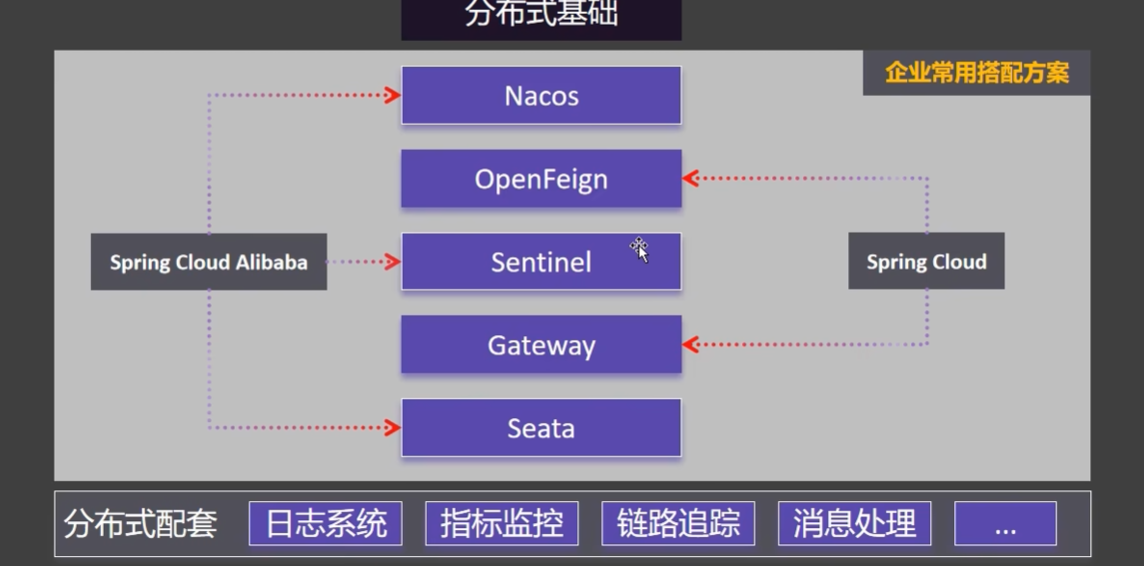 分布式基础
企业常用搭配方案
Nacos
OpenFeign
Spring Cloud Alibaba
Sentinel
Spring Cloud
Gateway
Seata
分布式配套
日志系统
指标监控
链路追踪
消息处理
...